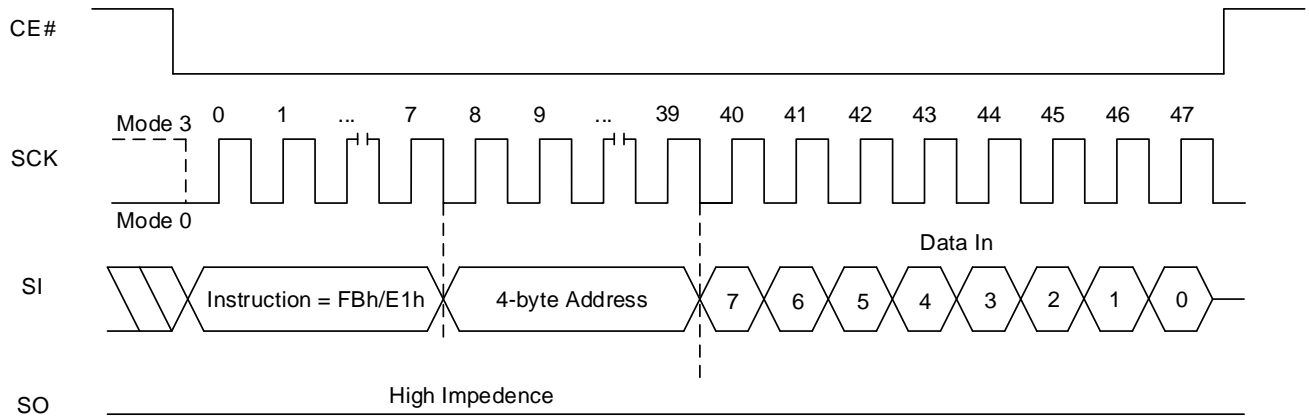 CE#
Mode 3
0 1 ... 7 8 9 ... 39 40 41 42 43 44 45 46 47
SCK
Mode 0
Data In
SI
Instruction = FBh/E1h 4-byte Address 7 6 5 4 3 2 1 0
High Impedence
SO